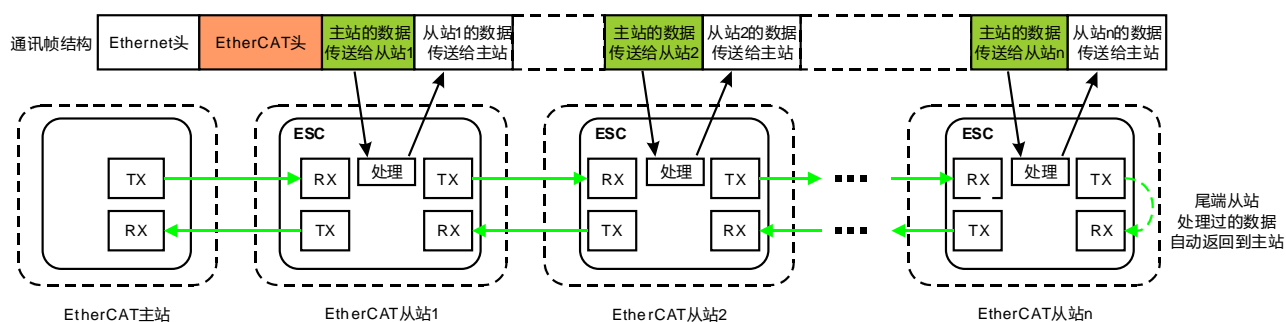 通讯帧结构
Ethernet头
EtherCAT头
主站的数据
传送给从站1
从站1的数据
传送给主站
主站的数据
传送给从站2
从站2的数据
传送给主站
主站的数据
传送给从站n
从站n的数据
传送给主站
TX
RX
ESC
RX
处理
TX
TX
RX
ESC
RX
处理
TX
TX
RX
ESC
RX
处理
TX
TX
RX
尾端从站
处理过的数据
自动返回到主站
EtherCAT主站
EtherCAT从站1
EtherCAT从站2
EtherCAT从站n